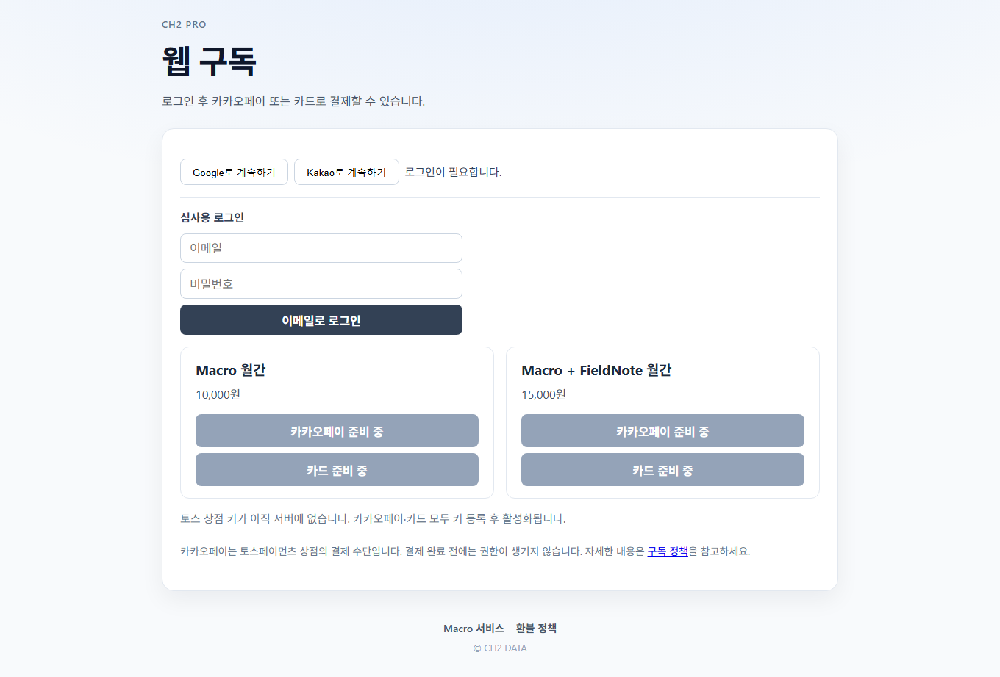 CH2 PRO
웹 구독
로그인 후 카카오페이 또는 카드로 결제할 수 있습니다.
Google로 계속하기 Kakao로 계속하기 로그인이 필요합니다.
심사용 로그인
이메일
비밀번호
이메일로 로그인
Macro 월간
10,000원
카카오페이 준비 중
카드 준비 중
Macro + FieldNote 월간
15,000원
카카오페이 준비 중
카드 준비 중
토스 상점 키가 아직 서버에 없습니다. 카카오페이·카드 모두 키 등록 후 활성화됩니다.
카카오페이는 토스페이먼츠 상점의 결제 수단입니다. 결제 완료 전에는 권한이 생기지 않습니다. 자세한 내용은 구독 정책을 참고하세요.
Macro 서비스 환불 정책
© CH2 DATA